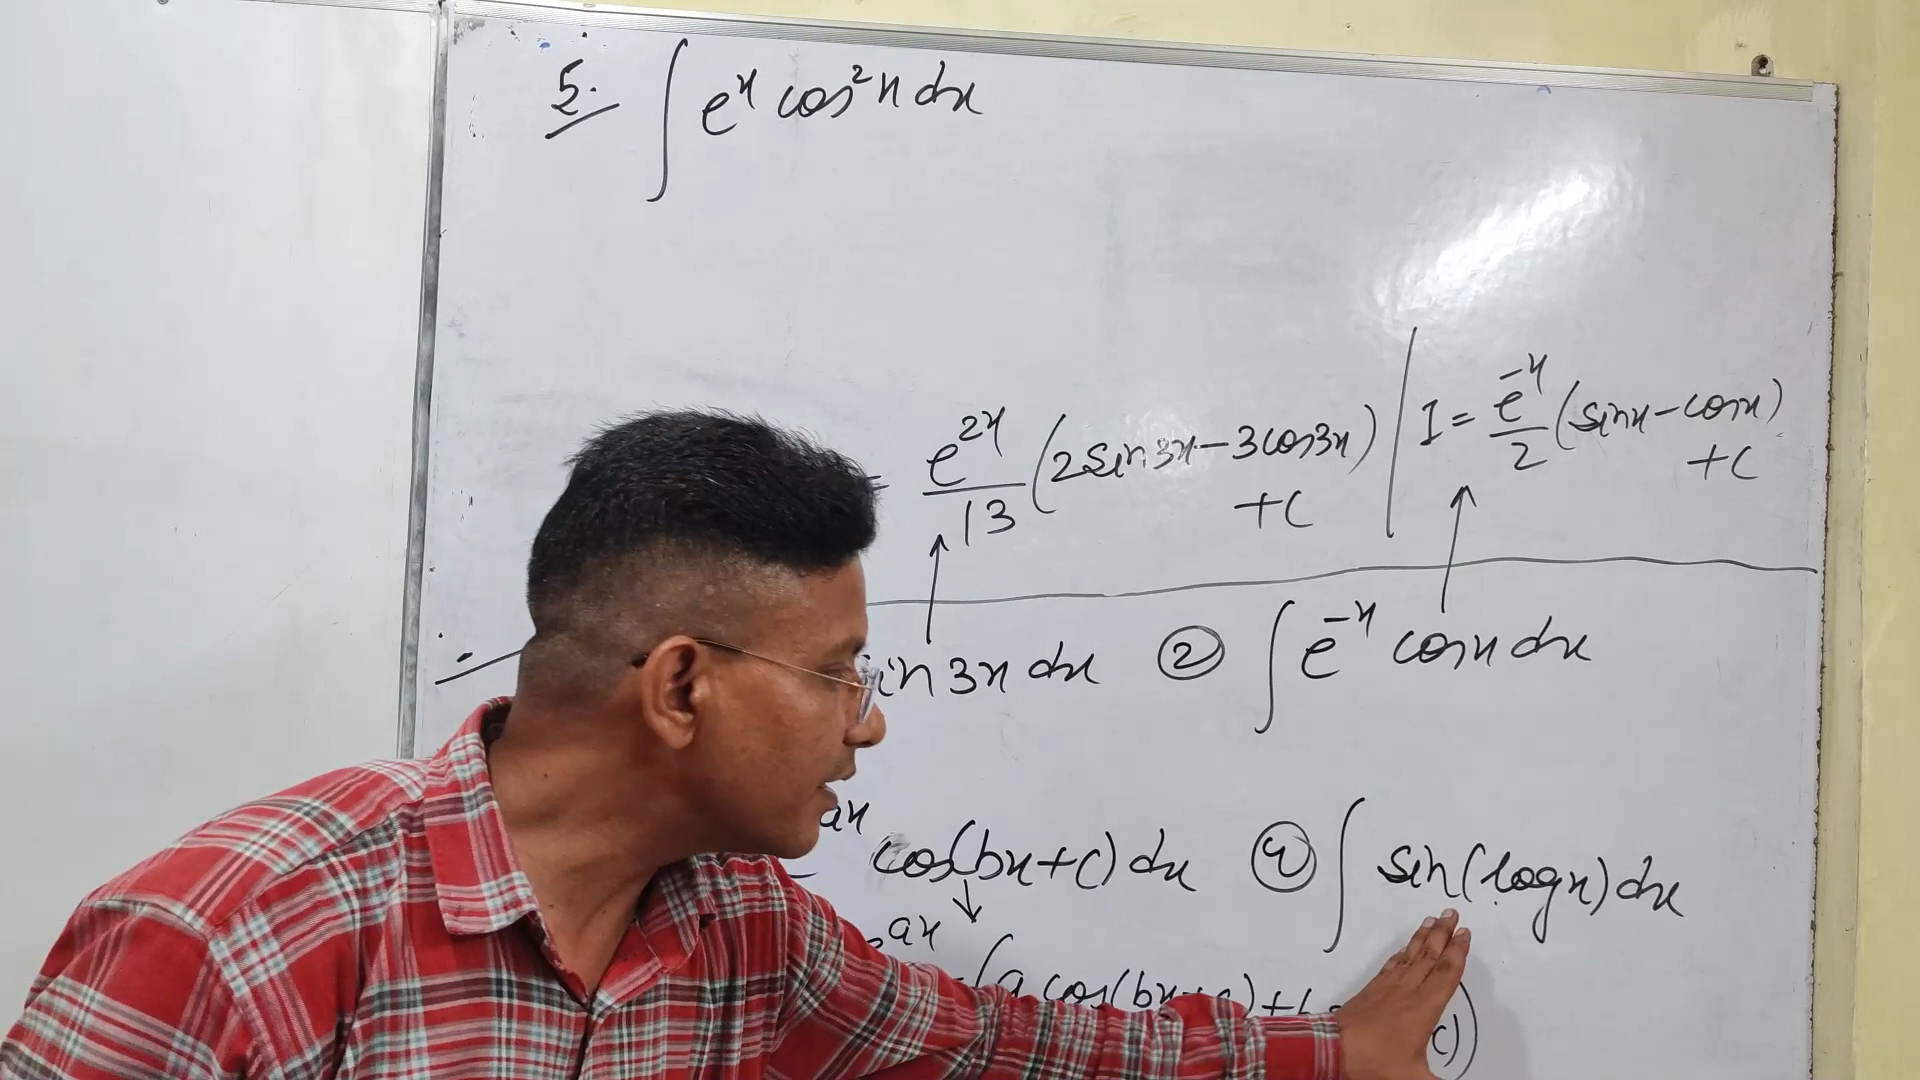 5. ∫ eˣ cos²x dx
= e²ˣ/13 (2sin3x - 3cos3x) + C | I = e⁻ˣ/2 (sinx - cosx) + C
in 3x dx ② ∫ e⁻ˣ cosx dx
ax cos(bx+c) dx ④ ∫ sin(logx) dx
ax (a cos(bx+c) + b c)